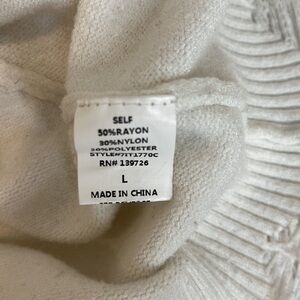 SELF
50%RAYON
30%NYLON
20%POLYESTER
RN# 139726
L
MADE IN CHINA